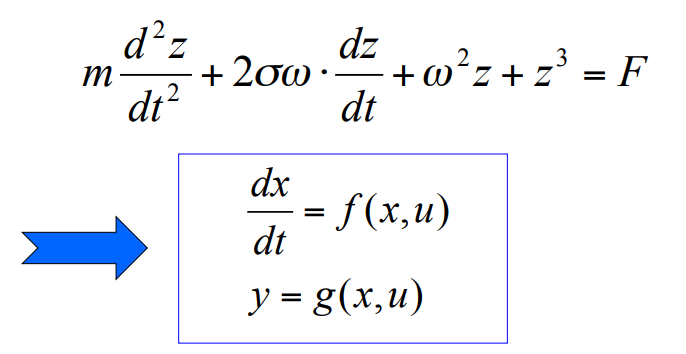 m d²z/dt² + 2σω · dz/dt + ω²z + z³ = F
dx/dt = f(x,u)
y = g(x,u)